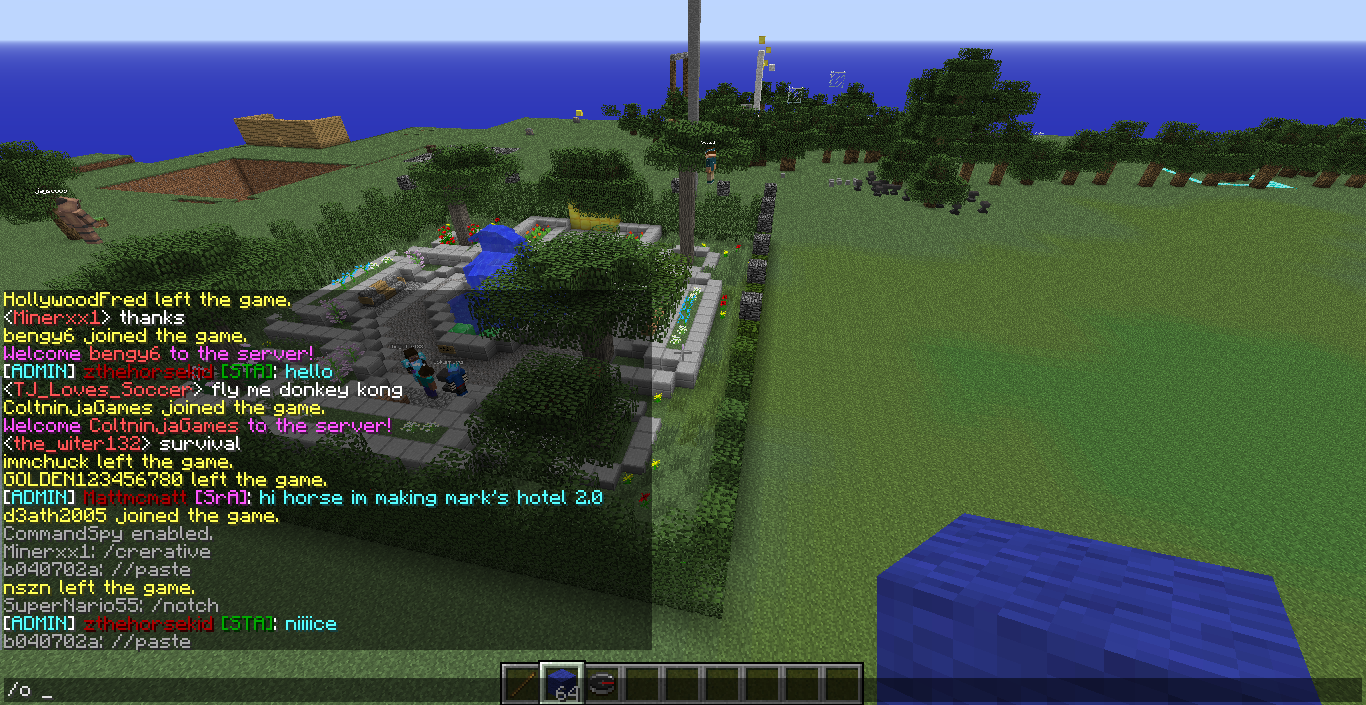 HollywoodFred left the game.
<Minerxx1> thanks
bengy6 joined the game.
Welcome bengy6 to the server!
[ADMIN] zthehorsekid [STA]: hello
<TJ_Loves_Soccer> fly me donkey kong
ColtninjaGames joined the game.
Welcome ColtninjaGames to the server!
<the_witer132> survival
immchuck left the game.
GOLDEN123456780 left the game.
[ADMIN] Mattmcmatt [SrA]: hi horse im making mark's hotel 2.0
d3ath2005 joined the game.
CommandSpy enabled.
Minerxx1: /crerative
b040702a: //paste
nszn left the game.
SuperNario55: /notch
[ADMIN] zthehorsekid [STA]: niiiice
b040702a: //paste
64
/o _